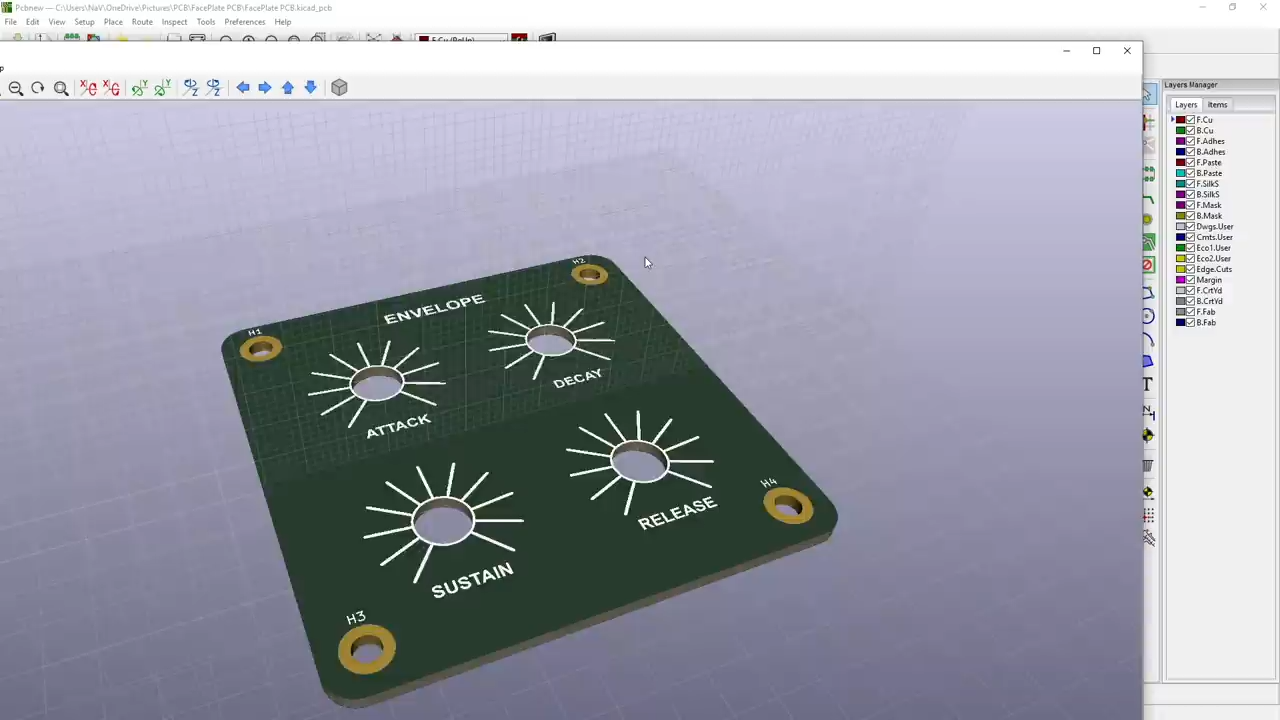 Pcbnew — C:\Users\NaV\OneDrive\Pictures\PCB\FacePlate PCB\FacePlate PCB.kicad_pcb
File Edit View Setup Place Route Inspect Tools Preferences Help
F.Cu (PgUp)
Layers Manager
Layers Items
F.Cu
B.Cu
F.Adhes
B.Adhes
F.Paste
B.Paste
F.SilkS
B.SilkS
F.Mask
B.Mask
Dwgs.User
Cmts.User
Eco1.User
Eco2.User
Edge.Cuts
Margin
F.CrtYd
B.CrtYd
F.Fab
B.Fab
H2
ENVELOPE
H1
DECAY
ATTACK
H4
RELEASE
SUSTAIN
H3